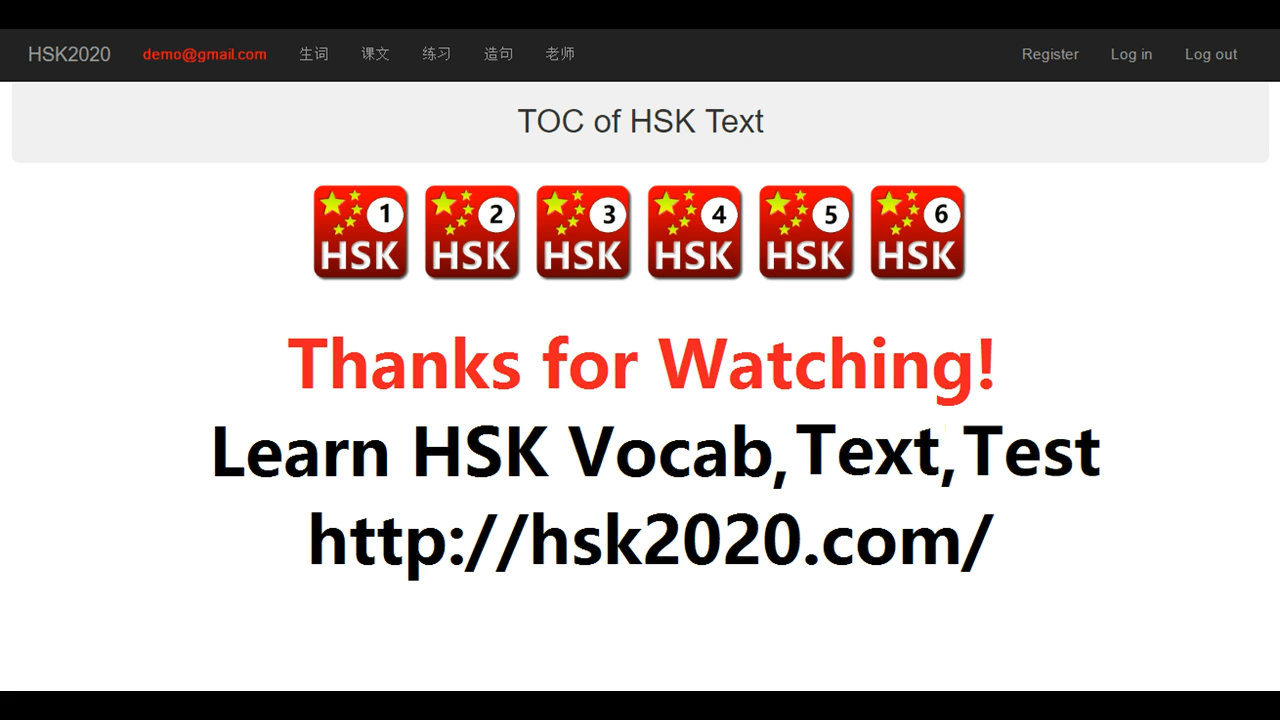 HSK2020 demo@gmail.com 生词 课文 练习 造句 老师 Register Log in Log out
TOC of HSK Text
1 2 3 4 5 6
HSK HSK HSK HSK HSK HSK
Thanks for Watching!
Learn HSK Vocab,Text,Test
http://hsk2020.com/